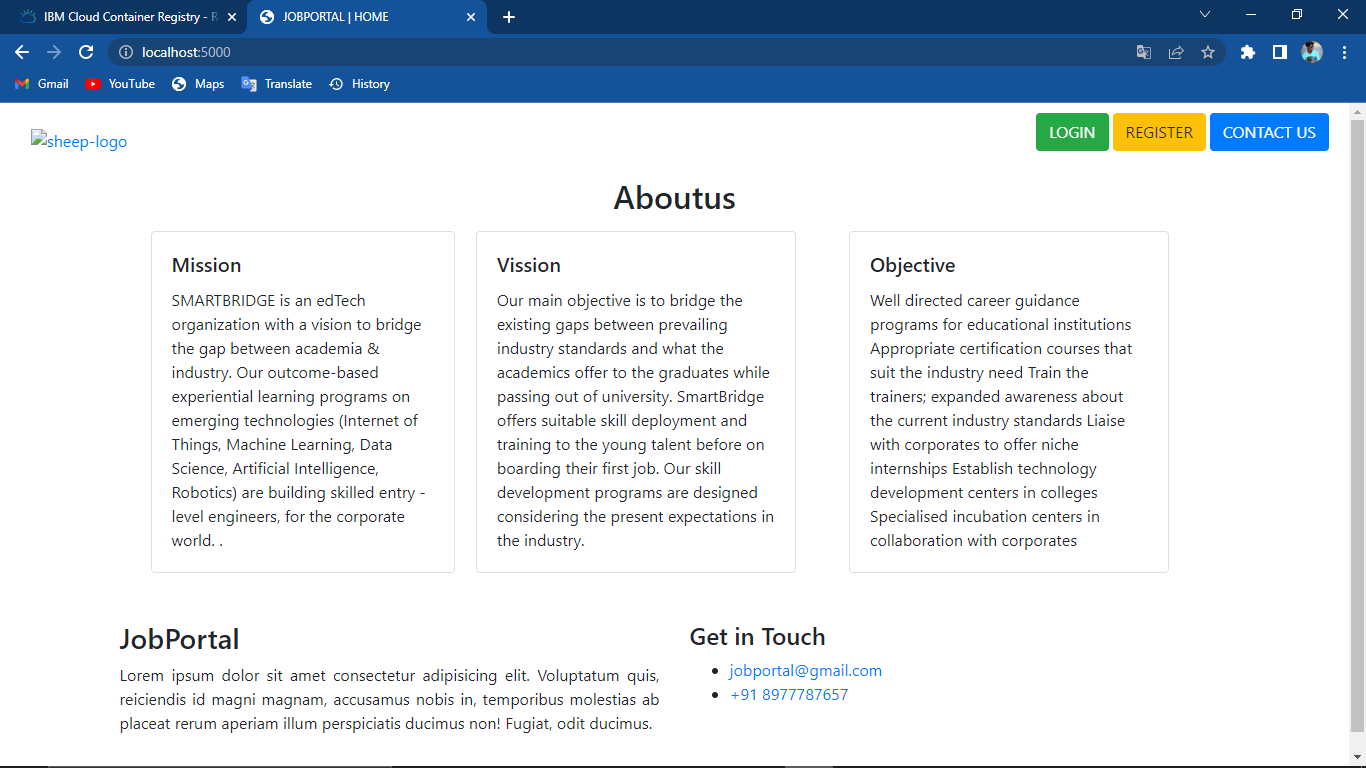 IBM Cloud Container Registry - R
JOBPORTAL | HOME
localhost:5000
Gmail YouTube Maps Translate History
sheep-logo
LOGIN REGISTER CONTACT US
Aboutus
Mission
SMARTBRIDGE is an edTech
organization with a vision to bridge
the gap between academia &
industry. Our outcome-based
experiential learning programs on
emerging technologies (Internet of
Things, Machine Learning, Data
Science, Artificial Intelligence,
Robotics) are building skilled entry -
level engineers, for the corporate
world. .
Vission
Our main objective is to bridge the
existing gaps between prevailing
industry standards and what the
academics offer to the graduates while
passing out of university. SmartBridge
offers suitable skill deployment and
training to the young talent before on
boarding their first job. Our skill
development programs are designed
considering the present expectations in
the industry.
Objective
Well directed career guidance
programs for educational institutions
Appropriate certification courses that
suit the industry need Train the
trainers; expanded awareness about
the current industry standards Liaise
with corporates to offer niche
internships Establish technology
development centers in colleges
Specialised incubation centers in
collaboration with corporates
JobPortal
Lorem ipsum dolor sit amet consectetur adipisicing elit. Voluptatum quis,
reiciendis id magni magnam, accusamus nobis in, temporibus molestias ab
placeat rerum aperiam illum perspiciatis ducimus non! Fugiat, odit ducimus.
Get in Touch
jobportal@gmail.com
+91 8977787657